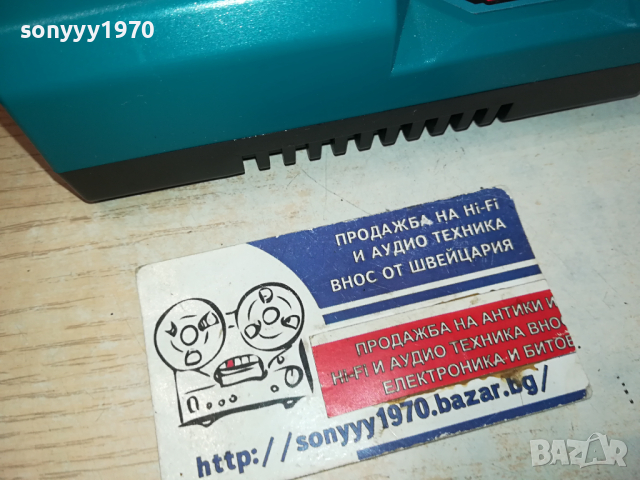 sonyyy1970
ПРОДАЖБА НА Hi-Fi
И АУДИО ТЕХНИКА
ВНОС ОТ ШВЕЙЦАРИЯ
ПРОДАЖБА НА АНТИКИ И
Hi-Fi И АУДИО ТЕХНИКА ВНО
ЕЛЕКТРОНИКА И БИТОВ
http://sonyyy1970.bazar.bg/
BAZAR